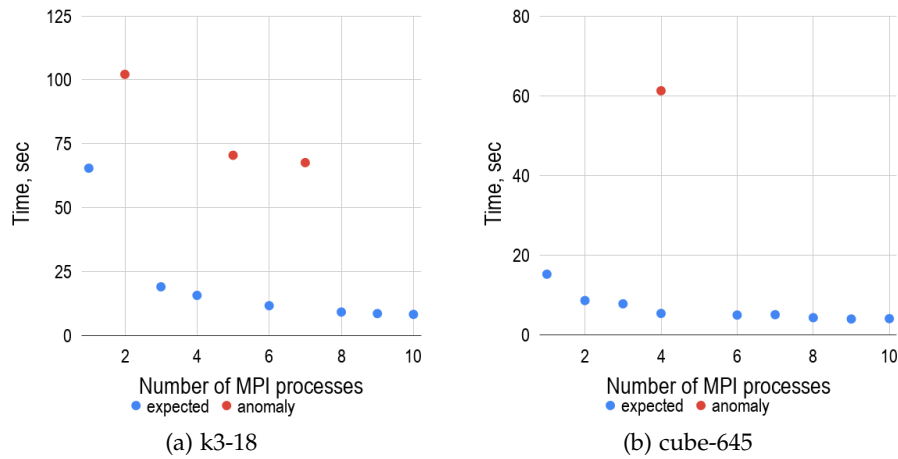 125
100
75
50
25
0
Time, sec
2 4 6 8 10
Number of MPI processes
expected anomaly
(a) k3-18
80
60
40
20
0
Time, sec
2 4 6 8 10
Number of MPI processes
expected anomaly
(b) cube-645